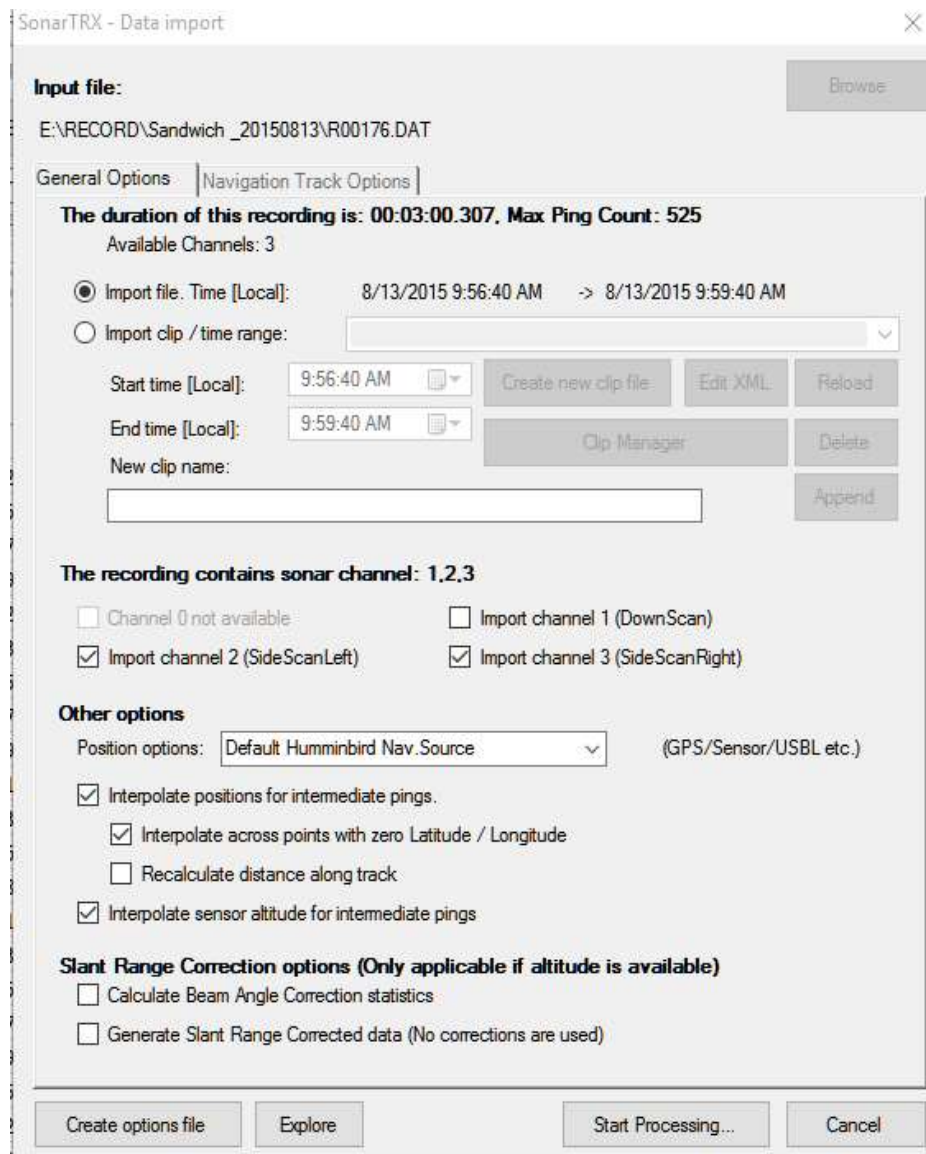 SonarTRX - Data import
Input file:
Browse
E:\RECORD\Sandwich _20150813\R00176.DAT
General Options
Navigation Track Options
The duration of this recording is: 00:03:00.307, Max Ping Count: 525
Available Channels: 3
Import file. Time [Local]: 8/13/2015 9:56:40 AM -> 8/13/2015 9:59:40 AM
Import clip / time range:
Start time [Local]: 9:56:40 AM Create new clip file Edit XML Reload
End time [Local]: 9:59:40 AM Clip Manager Delete
New clip name:
Append
The recording contains sonar channel: 1,2,3
Channel 0 not available Import channel 1 (DownScan)
Import channel 2 (SideScanLeft) Import channel 3 (SideScanRight)
Other options
Position options: Default Humminbird Nav.Source (GPS/Sensor/USBL etc.)
Interpolate positions for intermediate pings.
Interpolate across points with zero Latitude / Longitude
Recalculate distance along track
Interpolate sensor altitude for intermediate pings
Slant Range Correction options (Only applicable if altitude is available)
Calculate Beam Angle Correction statistics
Generate Slant Range Corrected data (No corrections are used)
Create options file Explore Start Processing... Cancel